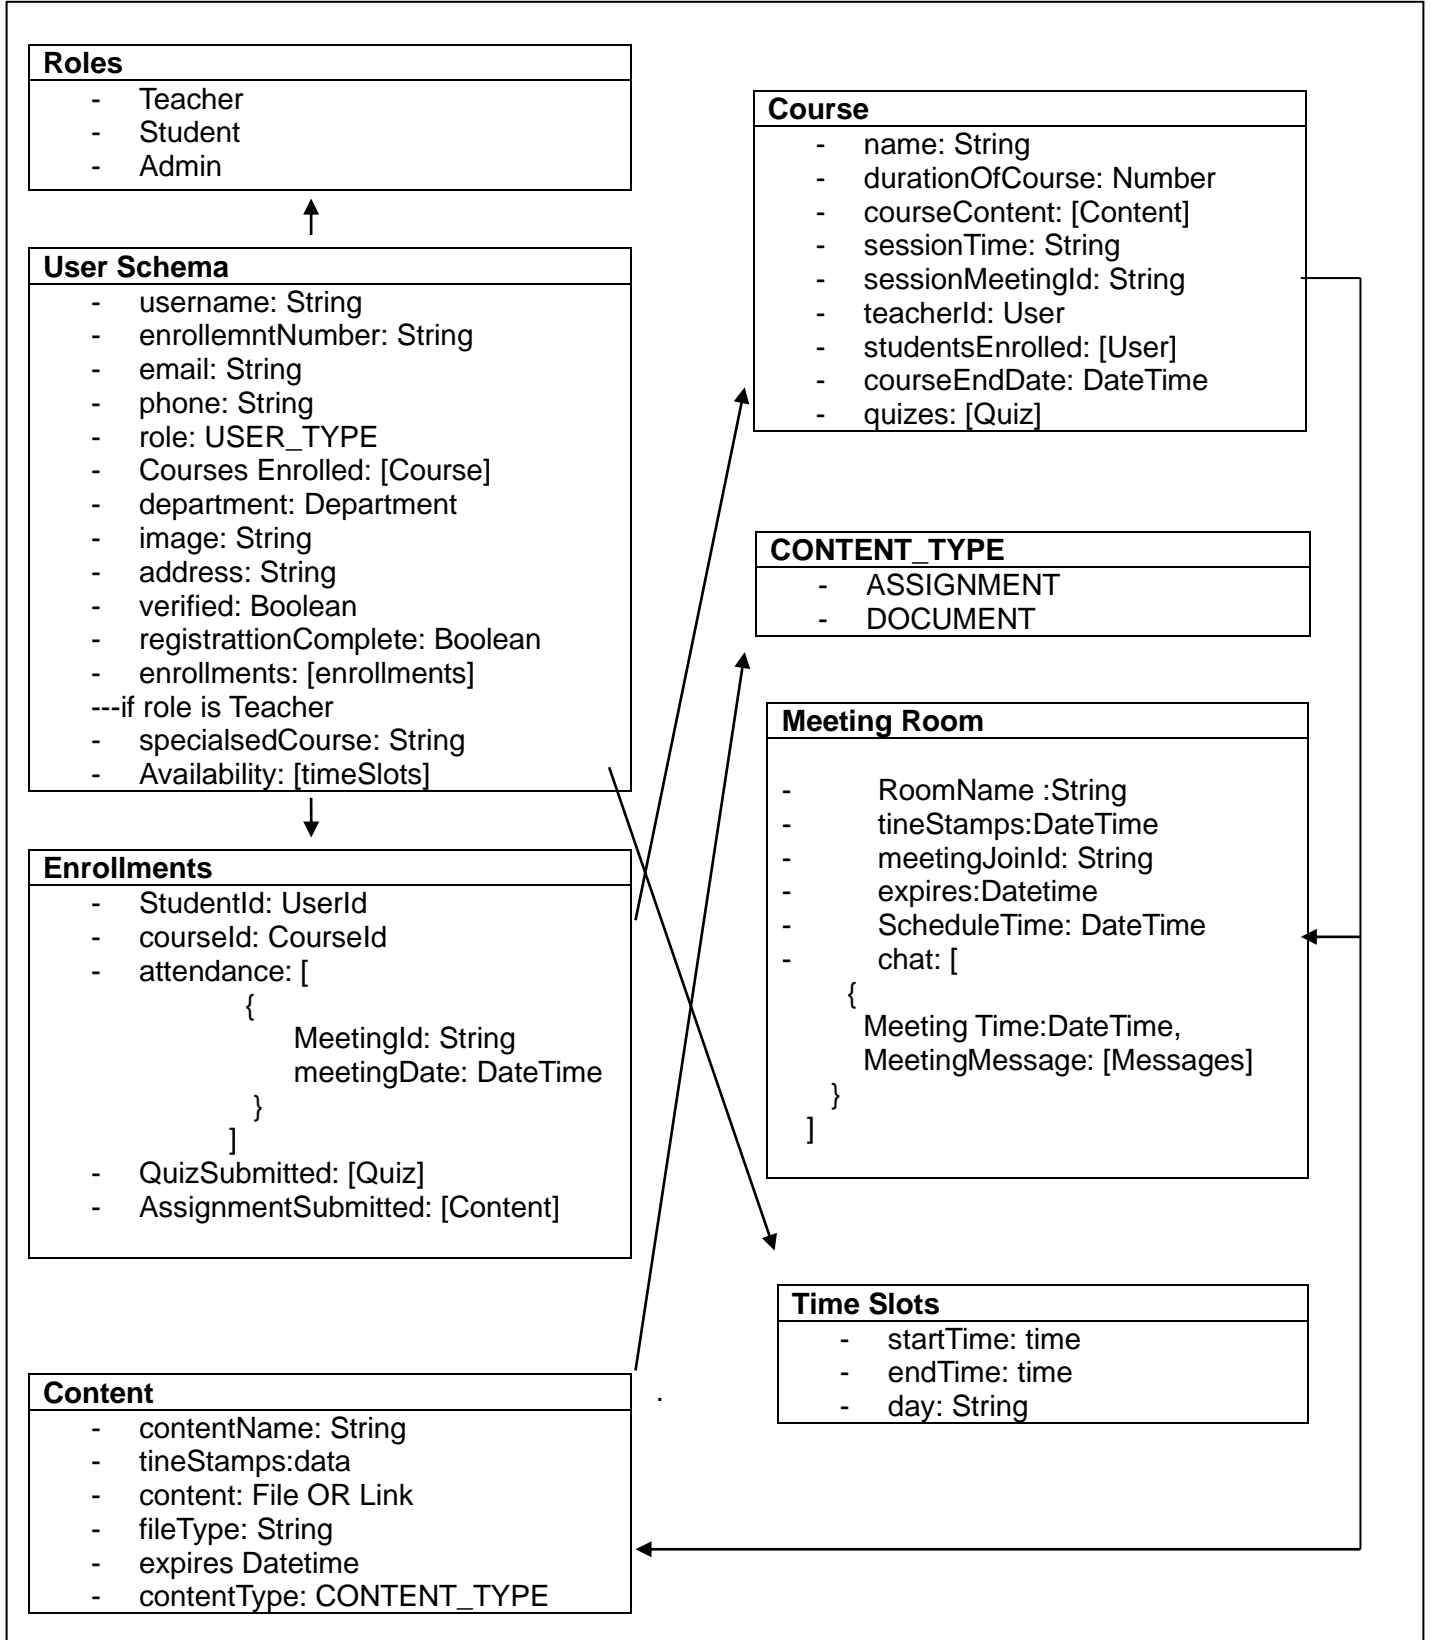 Roles
- Teacher
- Student
- Admin
User Schema
- username: String
- enrollemntNumber: String
- email: String
- phone: String
- role: USER_TYPE
- Courses Enrolled: [Course]
- department: Department
- image: String
- address: String
- verified: Boolean
- registrattionComplete: Boolean
- enrollments: [enrollments]
---if role is Teacher
- specialsedCourse: String
- Availability: [timeSlots]
Enrollments
- StudentId: UserId
- courseId: CourseId
- attendance: [
{
MeetingId: String
meetingDate: DateTime
}
]
- QuizSubmitted: [Quiz]
- AssignmentSubmitted: [Content]
Content
- contentName: String
- tineStamps:data
- content: File OR Link
- fileType: String
- expires Datetime
- contentType: CONTENT_TYPE
Course
- name: String
- durationOfCourse: Number
- courseContent: [Content]
- sessionTime: String
- sessionMeetingId: String
- teacherId: User
- studentsEnrolled: [User]
- courseEndDate: DateTime
- quizes: [Quiz]
CONTENT_TYPE
- ASSIGNMENT
- DOCUMENT
Meeting Room
- RoomName :String
- tineStamps:DateTime
- meetingJoinId: String
- expires:Datetime
- ScheduleTime: DateTime
- chat: [
{
Meeting Time:DateTime,
MeetingMessage: [Messages]
}
]
Time Slots
- startTime: time
- endTime: time
- day: String
.